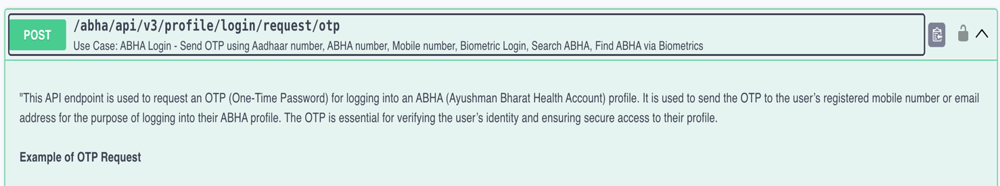 POST
/abha/api/v3/profile/login/request/otp
Use Case: ABHA Login - Send OTP using Aadhaar number, ABHA number, Mobile number, Biometric Login, Search ABHA, Find ABHA via Biometrics
"This API endpoint is used to request an OTP (One-Time Password) for logging into an ABHA (Ayushman Bharat Health Account) profile. It is used to send the OTP to the user’s registered mobile number or email
address for the purpose of logging into their ABHA profile. The OTP is essential for verifying the user’s identity and ensuring secure access to their profile.
Example of OTP Request